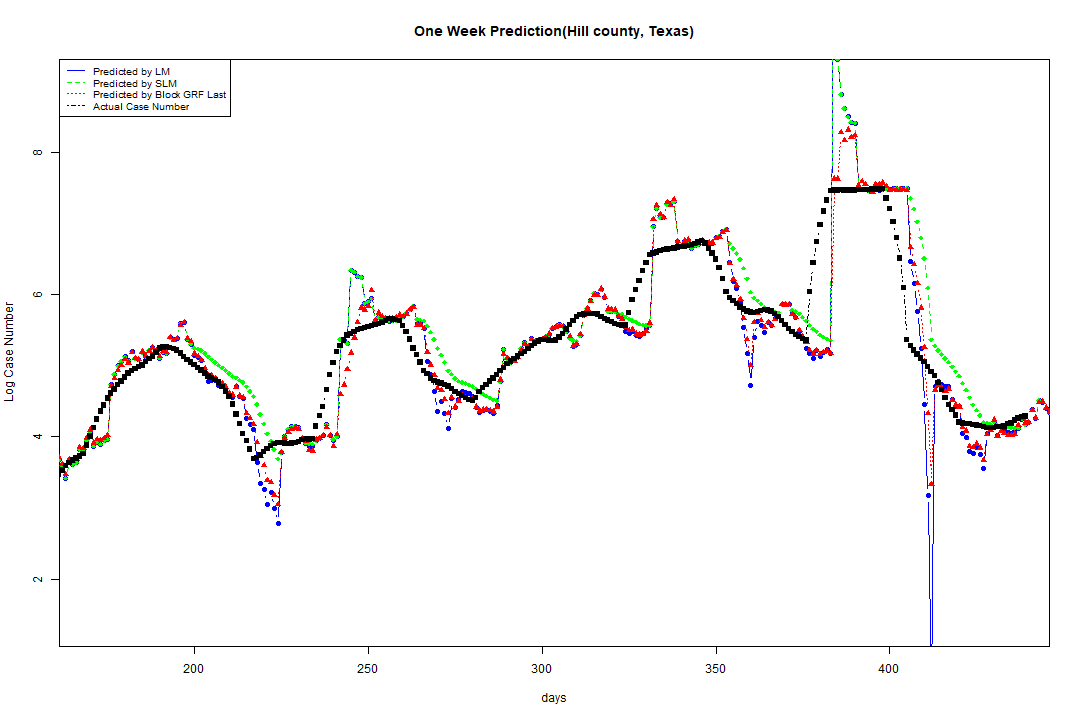 One Week Prediction(Hill county, Texas)
Predicted by LM
Predicted by SLM
Predicted by Block GRF Last
Actual Case Number
8
6
4
2
Log Case Number
200 250 300 350 400
days